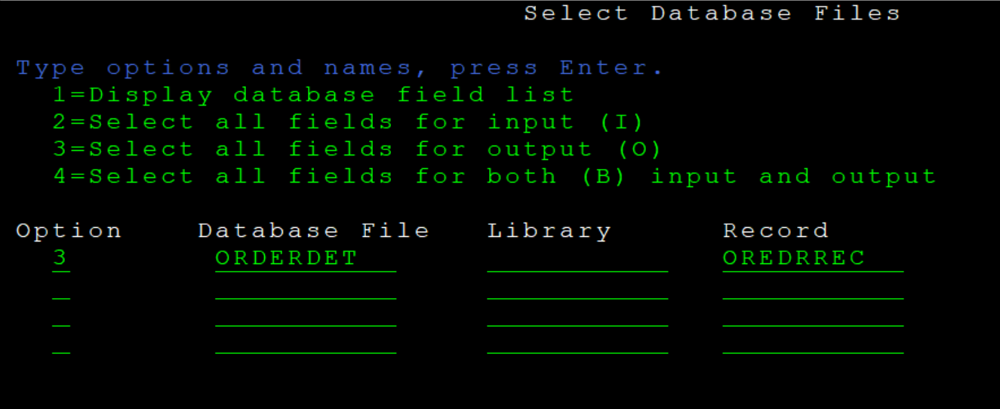 Select Database Files
Type options and names, press Enter.
1=Display database field list
2=Select all fields for input (I)
3=Select all fields for output (O)
4=Select all fields for both (B) input and output
Option Database File Library Record
3 ORDERDET OREDRREC